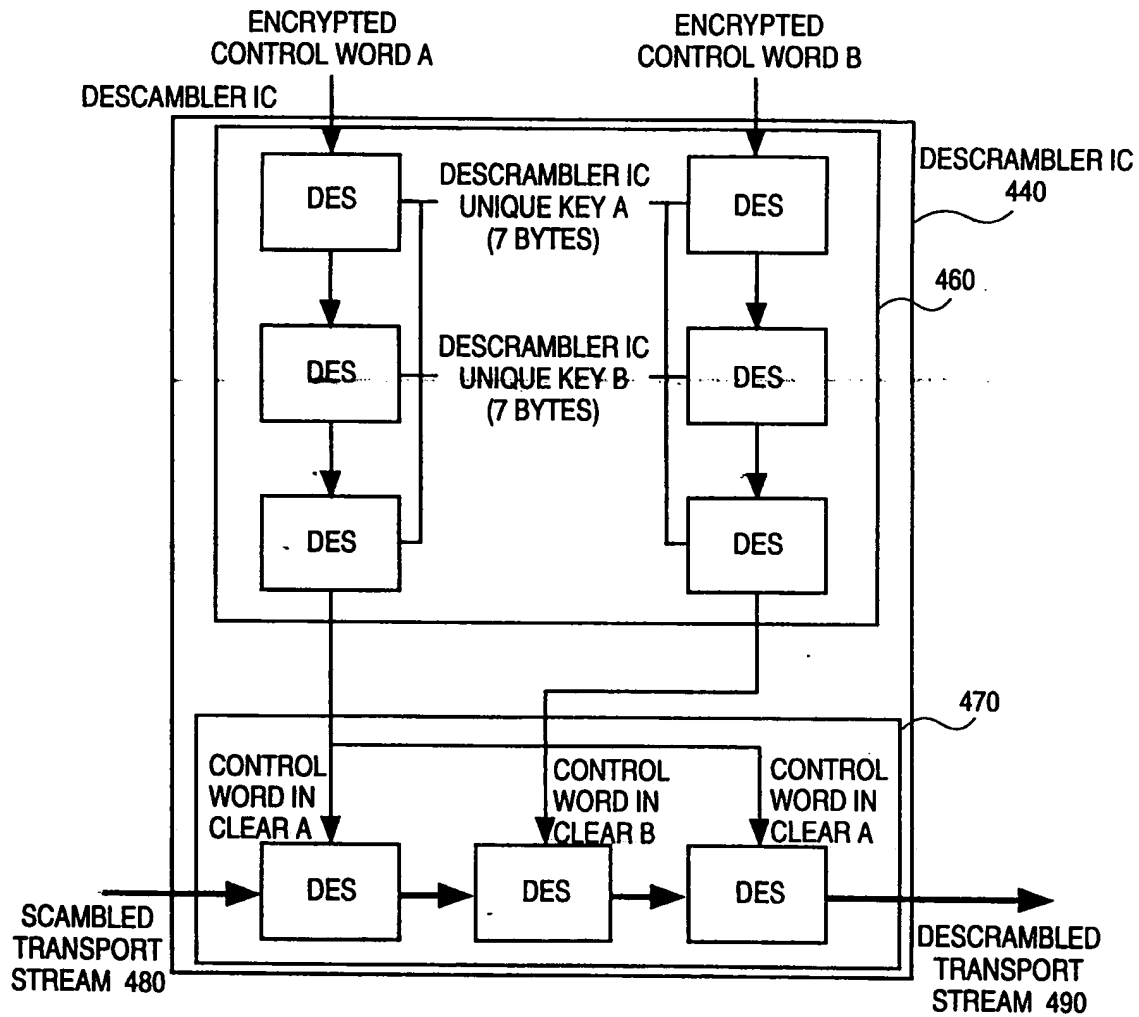 ENCRYPTED
CONTROL WORD A
ENCRYPTED
CONTROL WORD B
DESCAMBLER IC
DESCRAMBLER IC
440
DES
DESCRAMBLER IC
UNIQUE KEY A
(7 BYTES)
DES
460
DES
DESCRAMBLER IC
UNIQUE KEY B
(7 BYTES)
DES
DES
DES
470
CONTROL
WORD IN
CLEAR A
CONTROL
WORD IN
CLEAR B
CONTROL
WORD IN
CLEAR A
DES
DES
DES
SCAMBLED
TRANSPORT
STREAM 480
DESCRAMBLED
TRANSPORT
STREAM 490